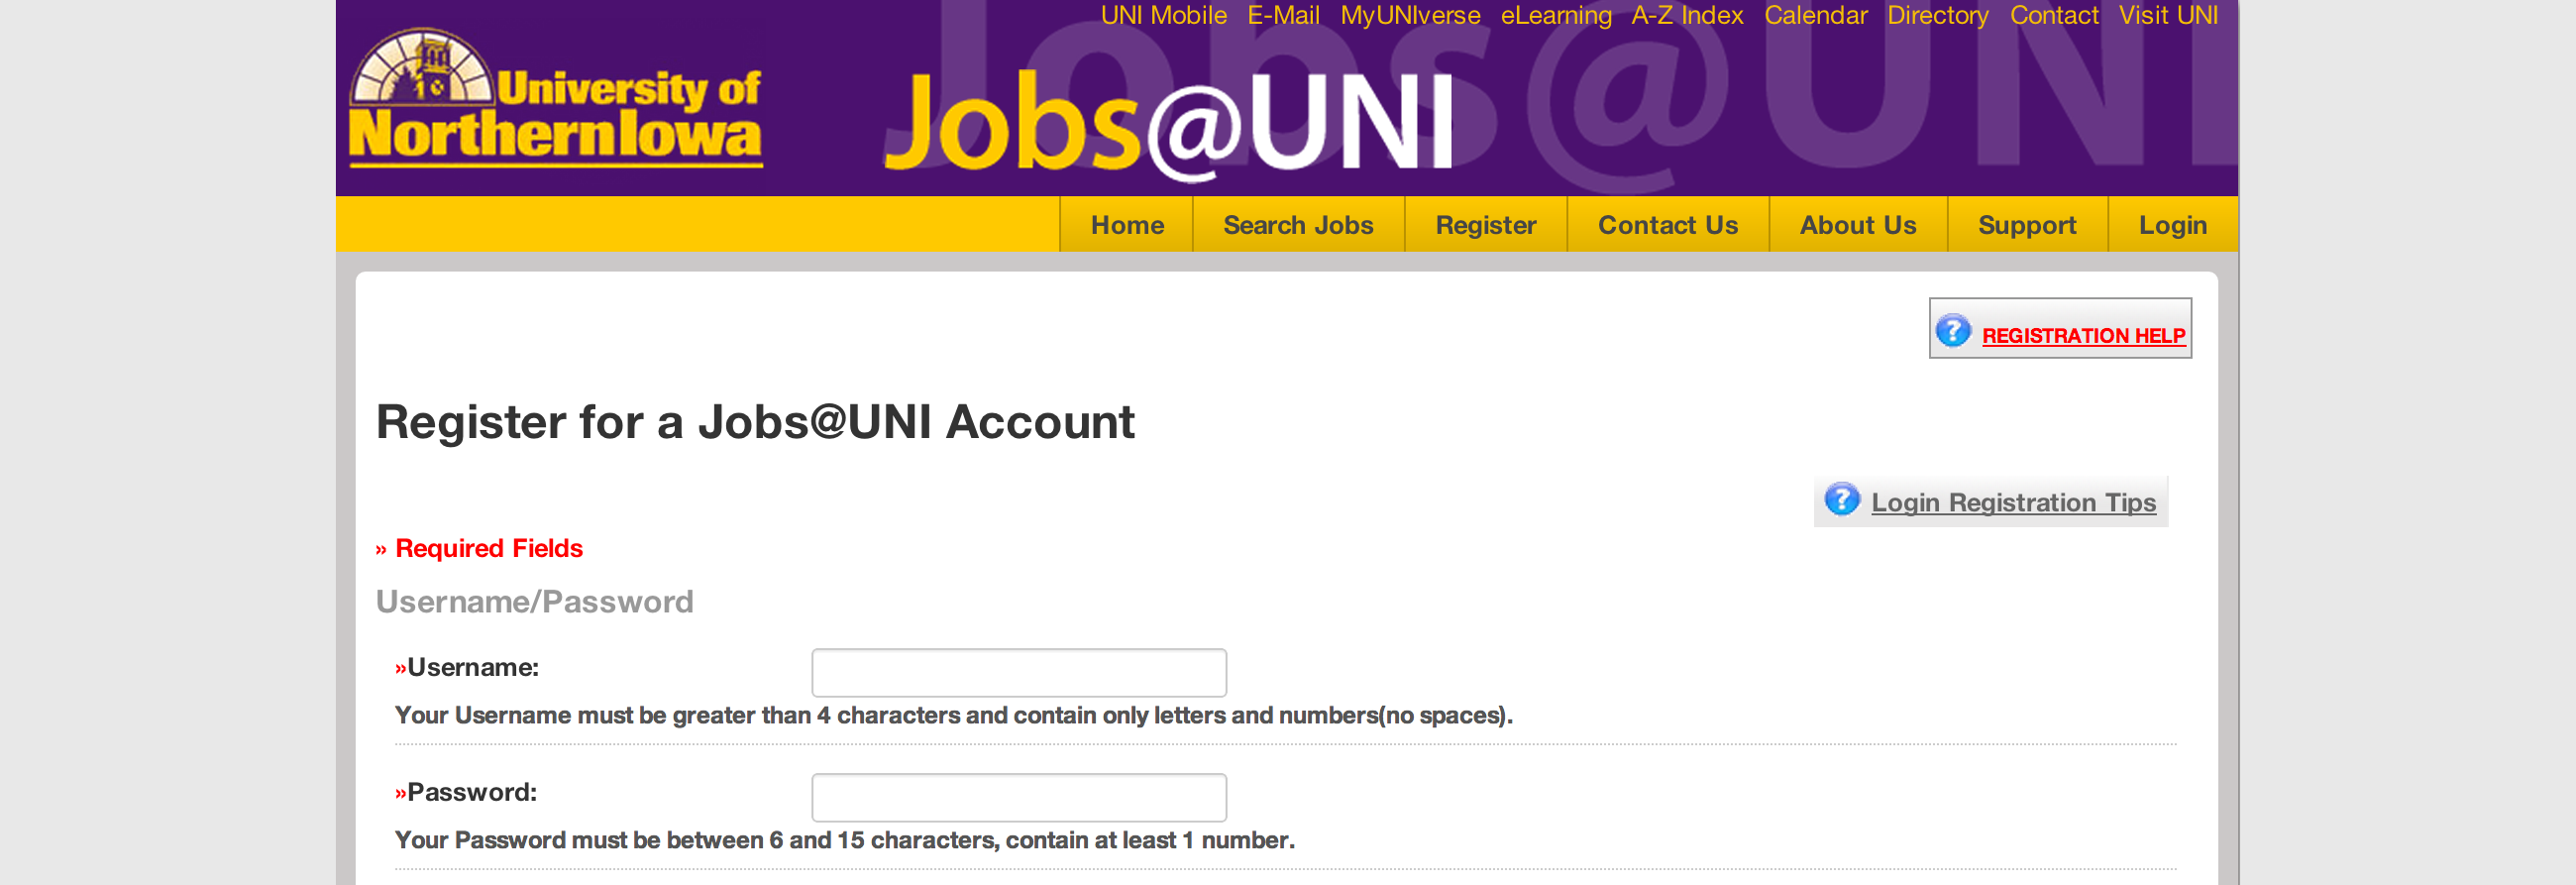 UNI Mobile E-Mail MyUNIverse eLearning A-Z Index Calendar Directory Contact Visit UNI
University of
Northern Iowa
Jobs@UNI
Jobs@UNI
Home Search Jobs Register Contact Us About Us Support Login
REGISTRATION HELP
Register for a Jobs@UNI Account
Login Registration Tips
» Required Fields
Username/Password
»Username:
Your Username must be greater than 4 characters and contain only letters and numbers(no spaces).
»Password:
Your Password must be between 6 and 15 characters, contain at least 1 number.